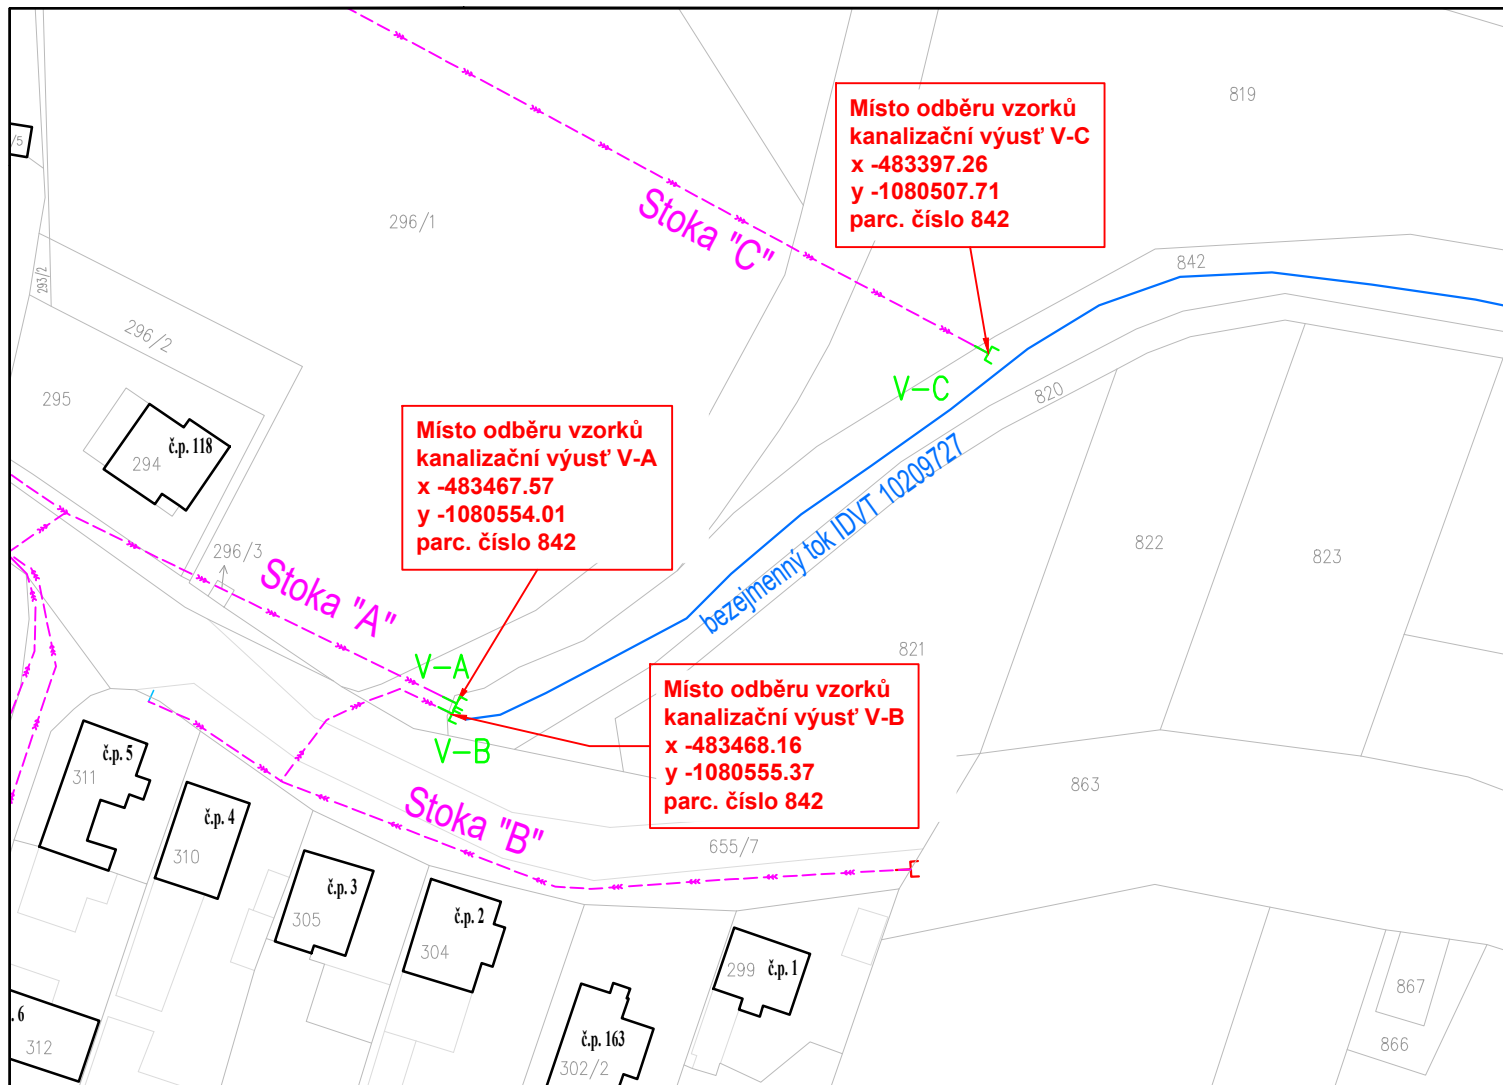 819
Místo odběru vzorků
kanalizační výusť V-C
x -483397.26
y -1080507.71
parc. číslo 842
/5
296/1
Stoka "C"
842
293/2
296/2
295
V-C
820
č.p. 118
294
Místo odběru vzorků
kanalizační výusť V-A
x -483467.57
y -1080554.01
parc. číslo 842
bezejmenný tok IDVT 10209727
296/3
Stoka "A"
822
823
821
V-A
V-B
Místo odběru vzorků
kanalizační výusť V-B
x -483468.16
y -1080555.37
parc. číslo 842
č.p. 5
311
863
č.p. 4
310
Stoka "B"
655/7
č.p. 3
305
č.p. 2
304
299
č.p. 1
867
. 6
312
č.p. 163
302/2
866